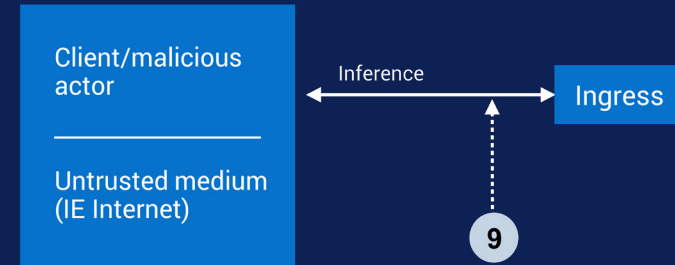 Client/malicious
actor
Inference
Ingress
Untrusted medium
(IE Internet)
9